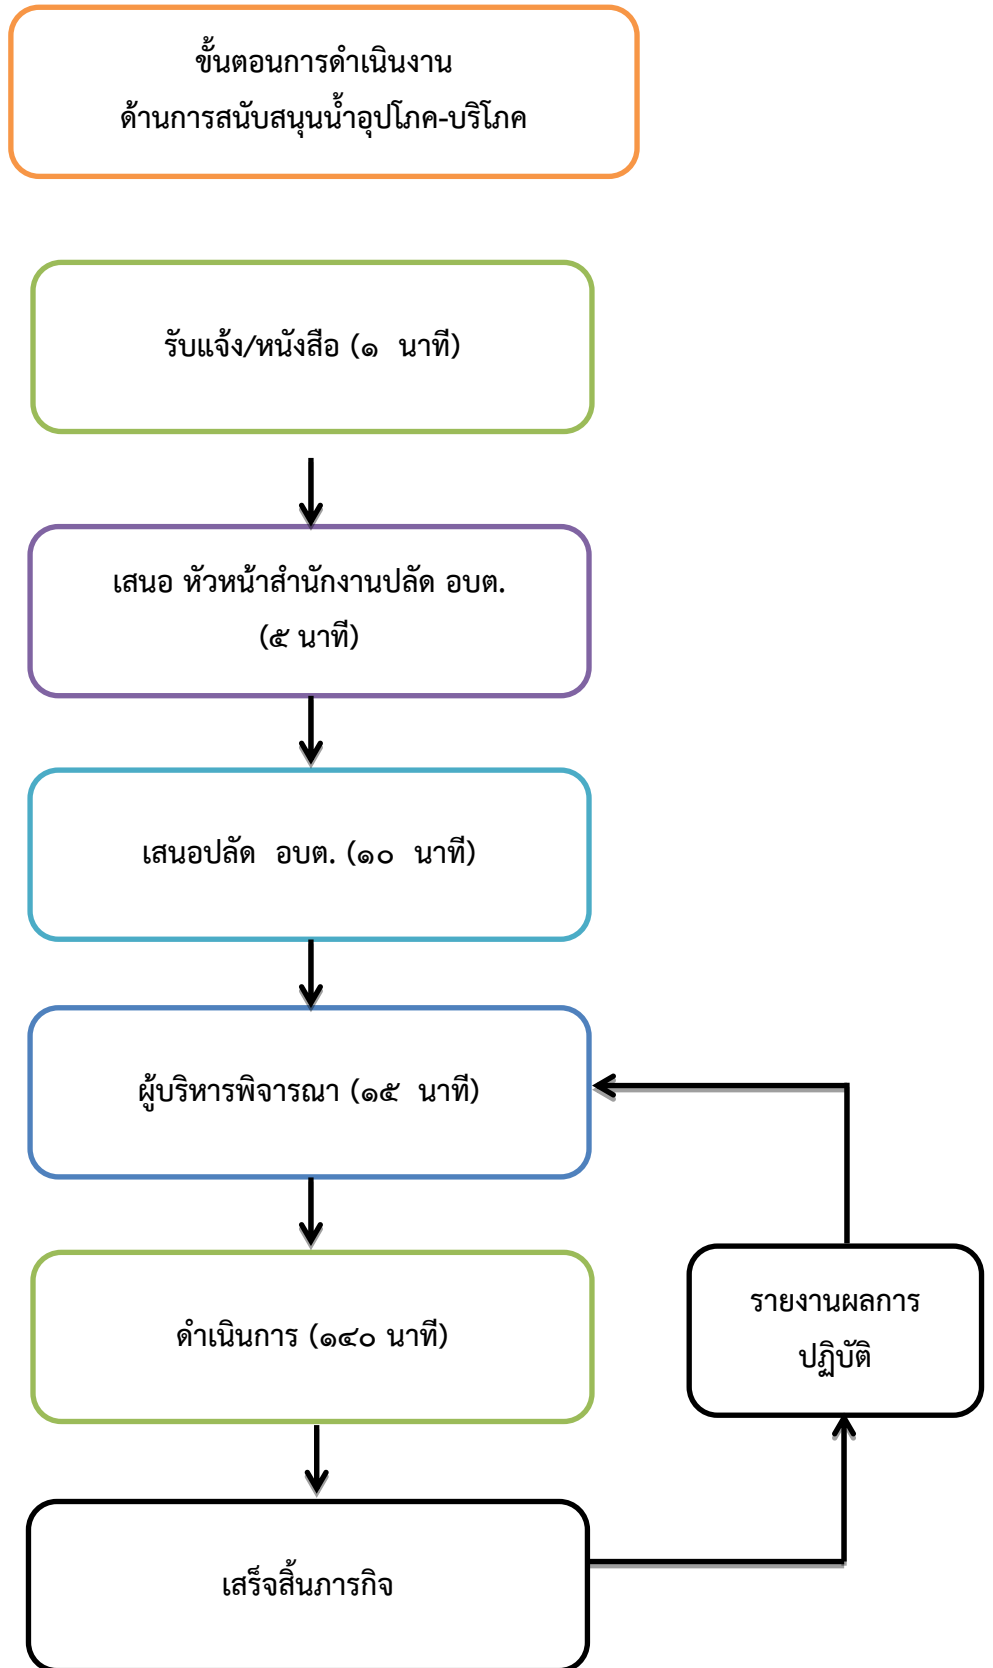 ขั้นตอนการดำเนินงาน
ด้านการสนับสนุนน้ำอุปโภค-บริโภค
รับแจ้ง/หนังสือ (๑ นาที)
เสนอ หัวหน้าสำนักงานปลัด อบต.
(๕ นาที)
เสนอปลัด อบต. (๑๐ นาที)
ผู้บริหารพิจารณา (๑๕ นาที)
ดำเนินการ (๑๔๐ นาที)
รายงานผลการ
ปฏิบัติ
เสร็จสิ้นภารกิจ